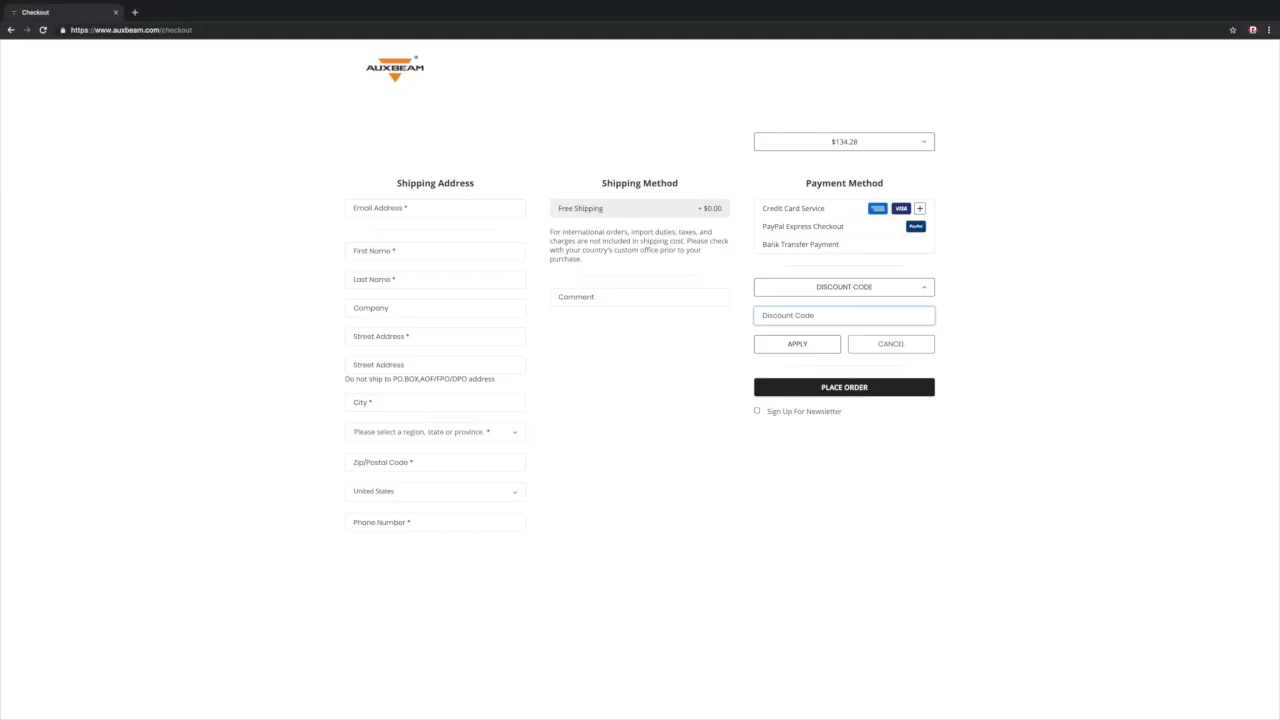 Checkout
https://www.auxbeam.com/checkout
AUXBEAM
$134.28
Shipping Address
Email Address *
First Name *
Last Name *
Company
Street Address *
Street Address
Do not ship to PO.BOX,AOF/FPO/DPO address
City *
Please select a region, state or province. *
Zip/Postal Code *
United States
Phone Number *
Shipping Method
Free Shipping + $0.00
For international orders, import duties, taxes, and
charges are not included in shipping cost. Please check
with your country's custom office prior to your
purchase.
Comment
Payment Method
Credit Card Service VISA
PayPal Express Checkout PayPal
Bank Transfer Payment
DISCOUNT CODE
Discount Code
APPLY CANCEL
PLACE ORDER
Sign Up For Newsletter